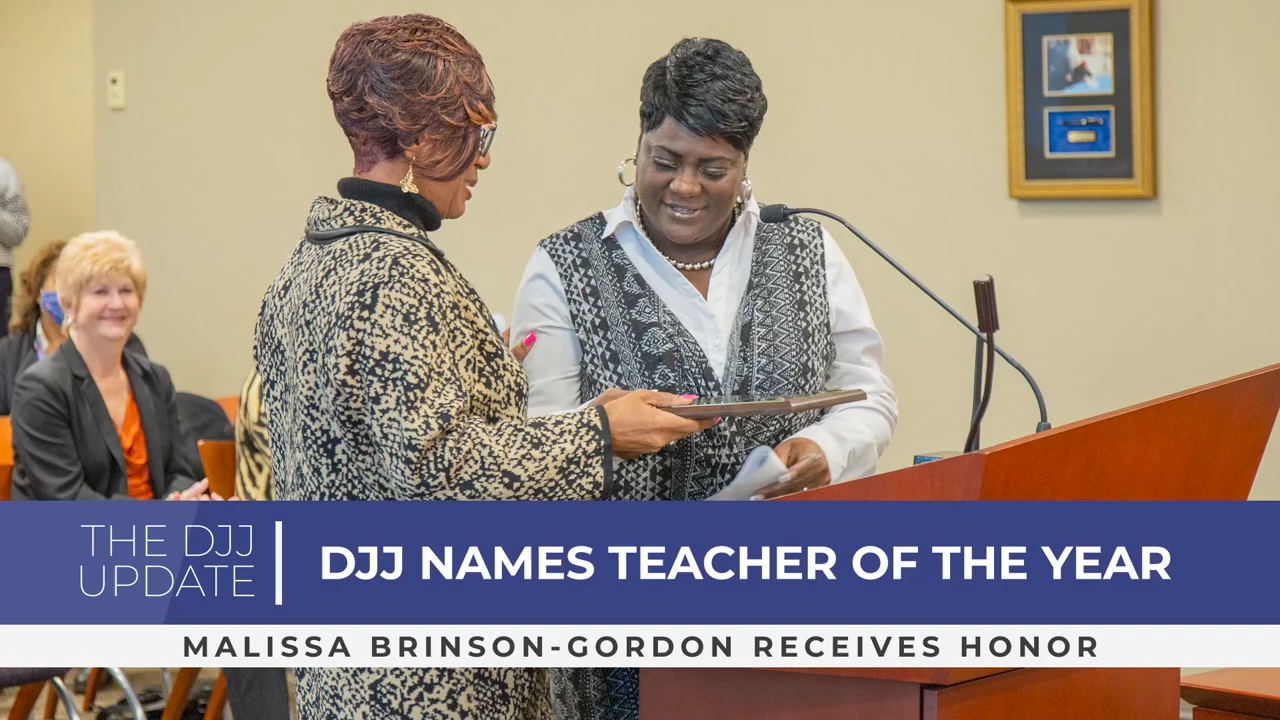 THE DJJ
UPDATE
DJJ NAMES TEACHER OF THE YEAR
MALISSA BRINSON-GORDON RECEIVES HONOR